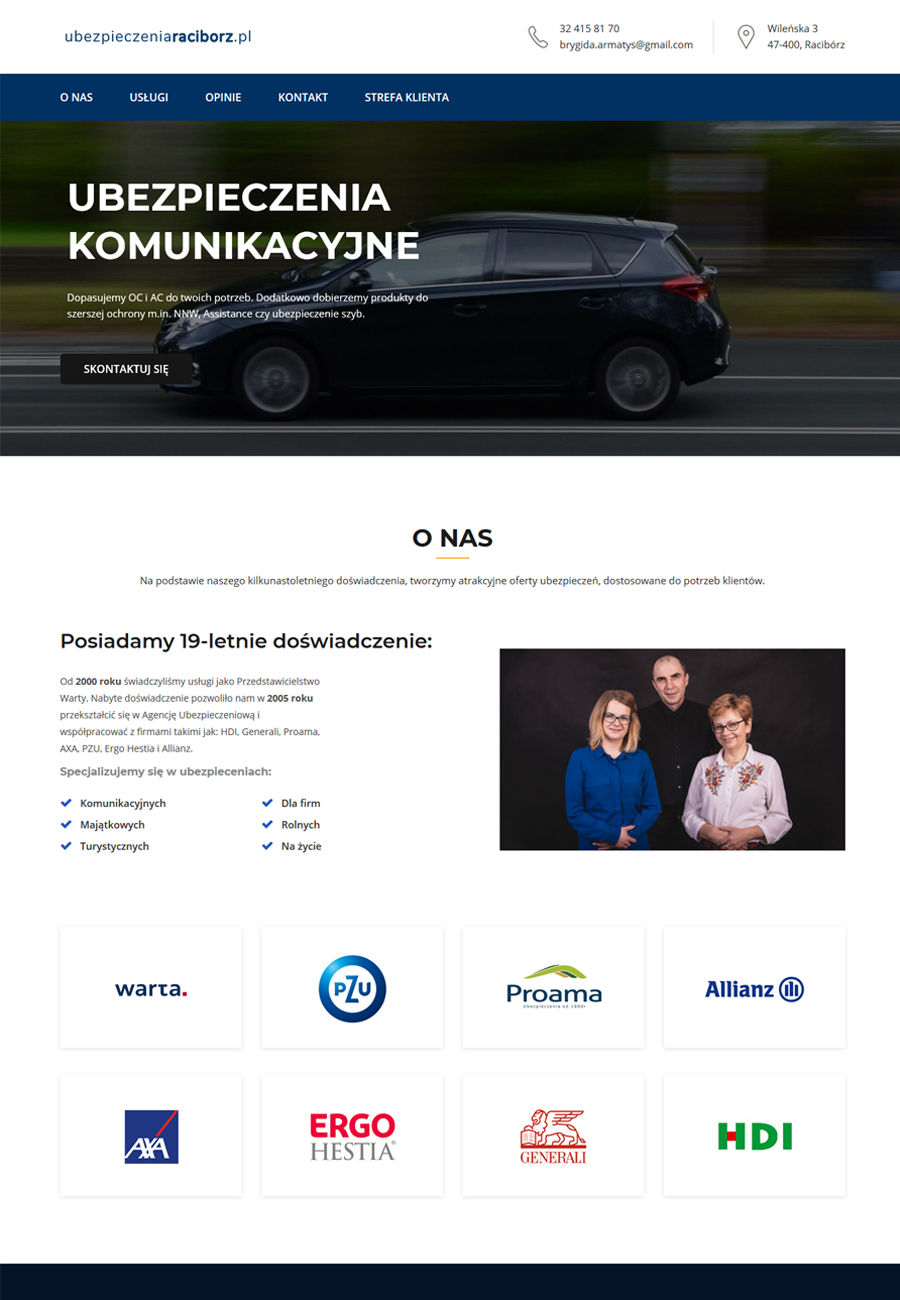 ubezpieczeniaraciborz.pl
32 415 81 70
brygida.armatys@gmail.com
Wileńska 3
47-400, Racibórz
O NAS
USŁUGI
OPINIE
KONTAKT
STREFA KLIENTA
UBEZPIECZENIA
KOMUNIKACYJNE
Dopasujemy OC i AC do twoich potrzeb. Dodatkowo dobierzemy produkty do
szerszej ochrony m.in. NNW, Assistance czy ubezpieczenie szyb.
SKONTAKTUJ SIĘ
O NAS
Na podstawie naszego kilkunastoletniego doświadczenia, tworzymy atrakcyjne oferty ubezpieczeń, dostosowane do potrzeb klientów.
Posiadamy 19-letnie doświadczenie:
Od 2000 roku świadczyliśmy usługi jako Przedstawicielstwo
Warty. Nabyte doświadczenie pozwoliło nam w 2005 roku
przekształcić się w Agencję Ubezpieczeniową i
współpracować z firmami takimi jak: HDI, Generali, Proama,
AXA, PZU, Ergo Hestia i Allianz.
Specjalizujemy się w ubezpieceniach:
Komunikacyjnych
Dla firm
Majątkowych
Rolnych
Turystycznych
Na życie
warta.
PZU
Proama
Ubezpieczenia od 1900r
Allianz
AXA
ERGO
HESTIA®
GENERALI
HDI